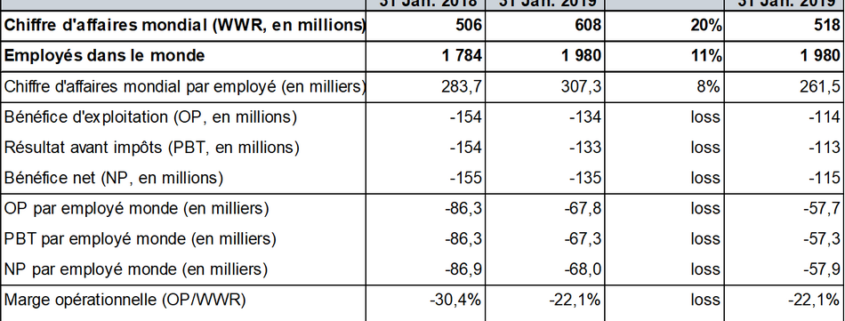 31 Jan. 2018 31 Jan. 2019 31 Jan. 2019
Chiffre d'affaires mondial (WWR, en millions) 506 608 20% 518
Employés dans le monde 1 784 1 980 11% 1 980
Chiffre d'affaires mondial par employé (en milliers) 283,7 307,3 8% 261,5
Bénéfice d'exploitation (OP, en millions) -154 -134 loss -114
Résultat avant impôts (PBT, en millions) -154 -133 loss -113
Bénéfice net (NP, en millions) -155 -135 loss -115
OP par employé monde (en milliers) -86,3 -67,8 loss -57,7
PBT par employé monde (en milliers) -86,3 -67,3 loss -57,3
NP par employé monde (en milliers) -86,9 -68,0 loss -57,9
Marge opérationnelle (OP/WWR) -30,4% -22,1% loss -22,1%